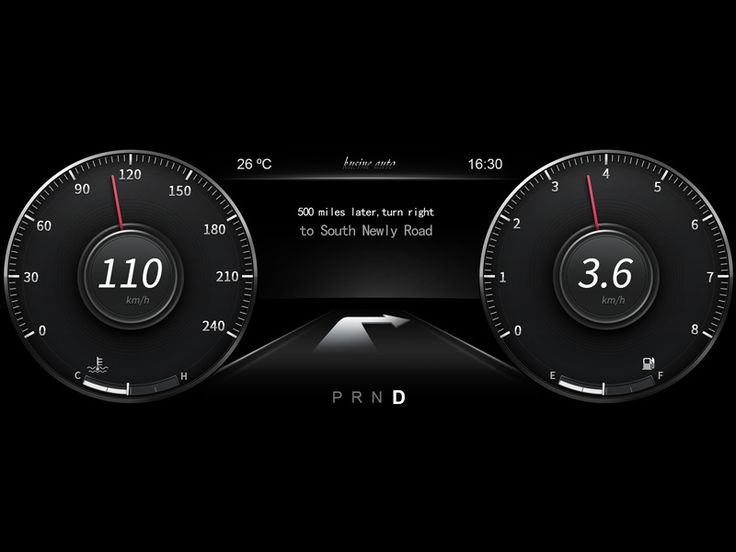 26 ºC
kusine auto
16:30
500 miles later,turn right
to South Newly Road
0
30
60
90
120
150
180
210
240
110
km/h
C
H
0
1
2
3
4
5
6
7
8
3.6
km/h
E
F
P R N D